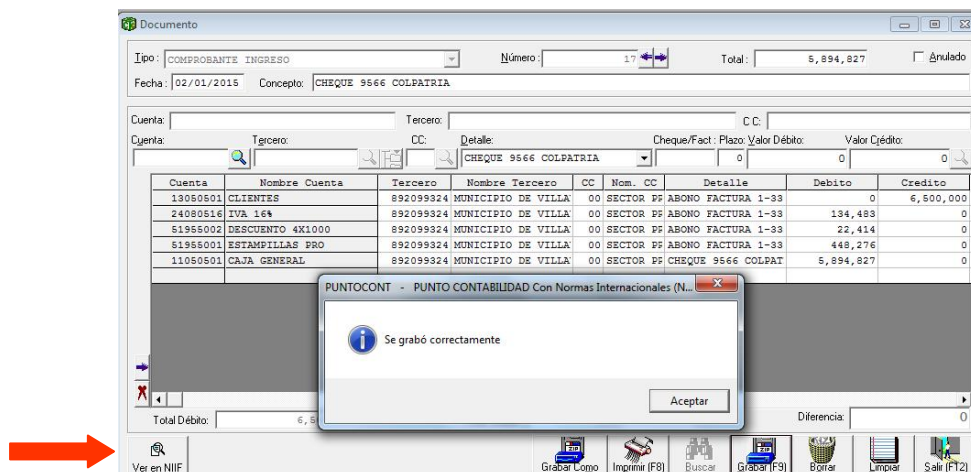 Documento
Tipo: COMPROBANTE INGRESO Número: 17 Total: 5,894,827 Anulado
Fecha: 02/01/2015 Concepto: CHEQUE 9566 COLPATRIA
Cuenta: Tercero: C C:
Cuenta: Tercero: CC: Detalle: Cheque/Fact: Plazo: Valor Débito: Valor Crédito:
CHEQUE 9566 COLPATRIA 0 0 0
Cuenta Nombre Cuenta Tercero Nombre Tercero CC Nom. CC Detalle Debito Credito
13050501 CLIENTES 892099324 MUNICIPIO DE VILLA 00 SECTOR PF ABONO FACTURA 1-33 0 6,500,000
24080516 IVA 16% 892099324 MUNICIPIO DE VILLA 00 SECTOR PF ABONO FACTURA 1-33 134,483 0
51955002 DESCUENTO 4X1000 892099324 MUNICIPIO DE VILLA 00 SECTOR PF ABONO FACTURA 1-33 22,414 0
51955001 ESTAMPILLAS PRO 892099324 MUNICIPIO DE VILLA 00 SECTOR PF ABONO FACTURA 1-33 448,276 0
11050501 CAJA GENERAL 892099324 MUNICIPIO DE VILLA 00 SECTOR PF CHEQUE 9566 COLPAT 5,894,827 0
PUNTOCONT - PUNTO CONTABILIDAD Con Normas Internacionales (N...
Se grabó correctamente
Aceptar
Total Débito: 6,5 Diferencia: 0
Ver en NIIF Grabar Como Imprimir (F8) Buscar Grabar (F9) Borrar Limpiar Salir (F12)